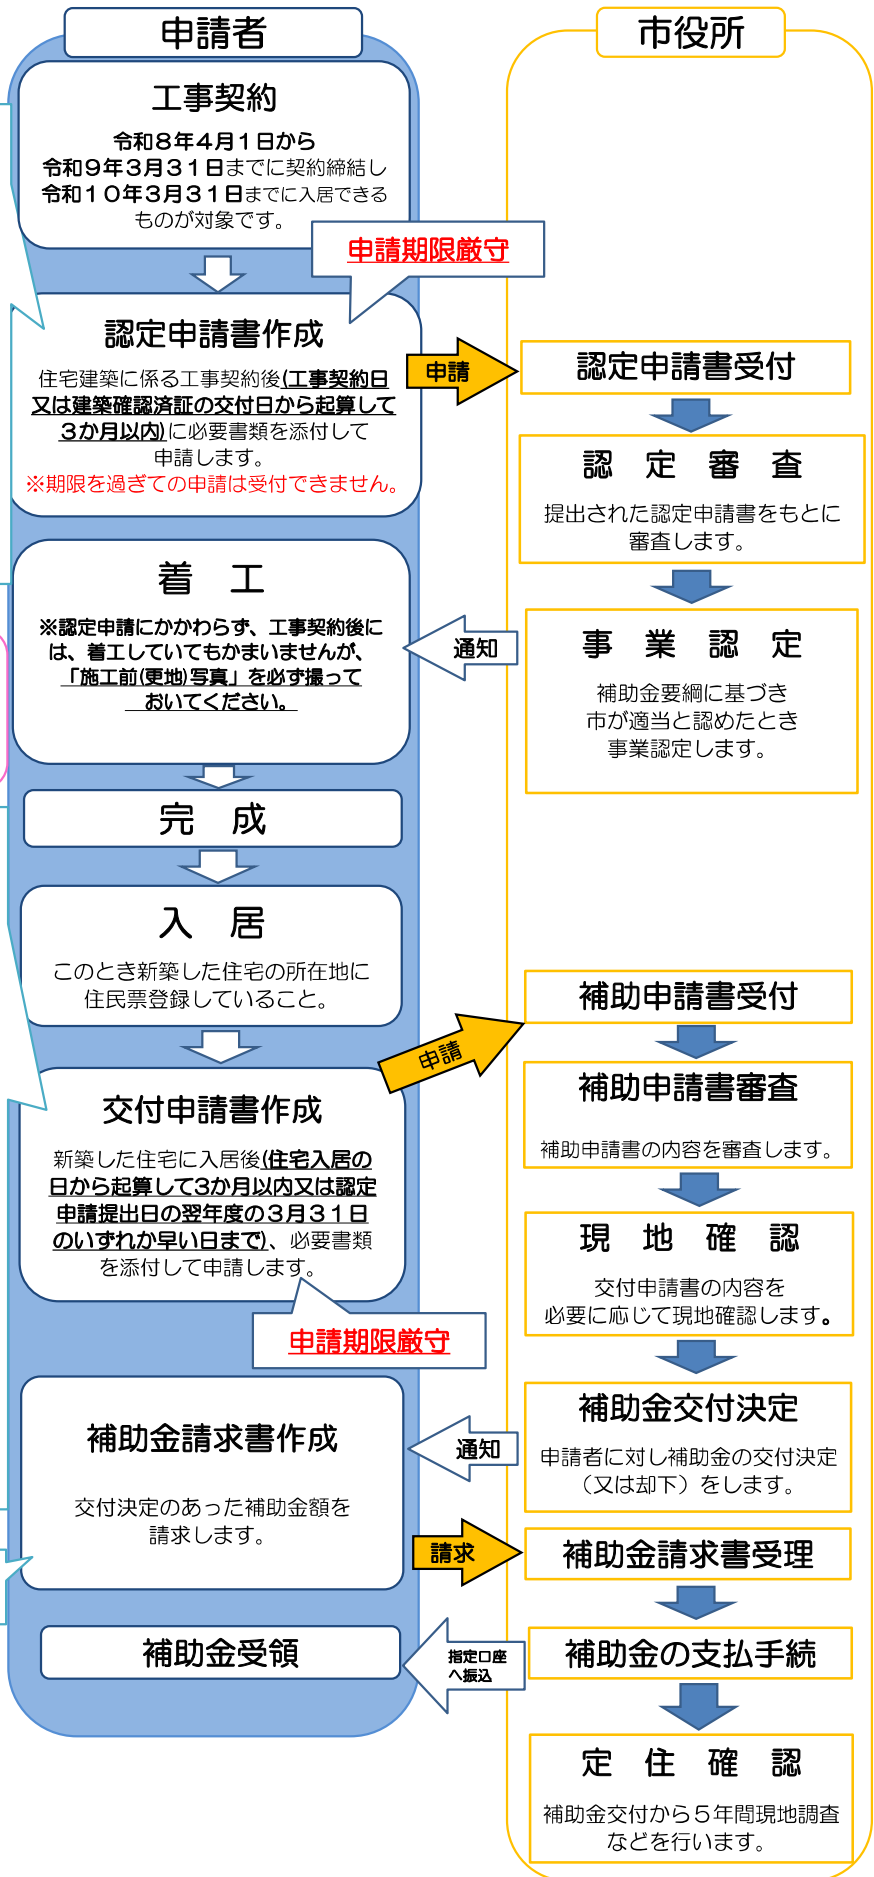 申請者
工事契約
令和８年４月１日から
令和９年３月３１日までに契約締結し
令和１０年３月３１日までに入居できる
ものが対象です。
申請期限厳守
認定申請書作成
住宅建築に係る工事契約後(工事契約日
又は建築確認済証の交付日から起算して
３か月以内)に必要書類を添付して
申請します。
※期限を過ぎての申請は受付できません。
申請
着　工
※認定申請にかかわらず、工事契約後に
は、着工していてもかまいませんが、
「施工前(更地)写真」を必ず撮って
おいてください。
通知
完　成
入　居
このとき新築した住宅の所在地に
住民票登録していること。
申請
交付申請書作成
新築した住宅に入居後(住宅入居の
日から起算して3か月以内又は認定
申請提出日の翌年度の３月３１日
のいずれか早い日まで)、必要書類
を添付して申請します。
申請期限厳守
補助金請求書作成
交付決定のあった補助金額を
請求します。
通知
請求
補助金受領
指定口座
へ振込
市役所
認定申請書受付
認　定　審　査
提出された認定申請書をもとに
審査します。
事　業　認　定
補助金要綱に基づき
市が適当と認めたとき
事業認定します。
補助申請書受付
補助申請書審査
補助申請書の内容を審査します。
現　地　確　認
交付申請書の内容を
必要に応じて現地確認します。
補助金交付決定
申請者に対し補助金の交付決定
（又は却下）をします。
補助金請求書受理
補助金の支払手続
定　住　確　認
補助金交付から５年間現地調査
などを行います。